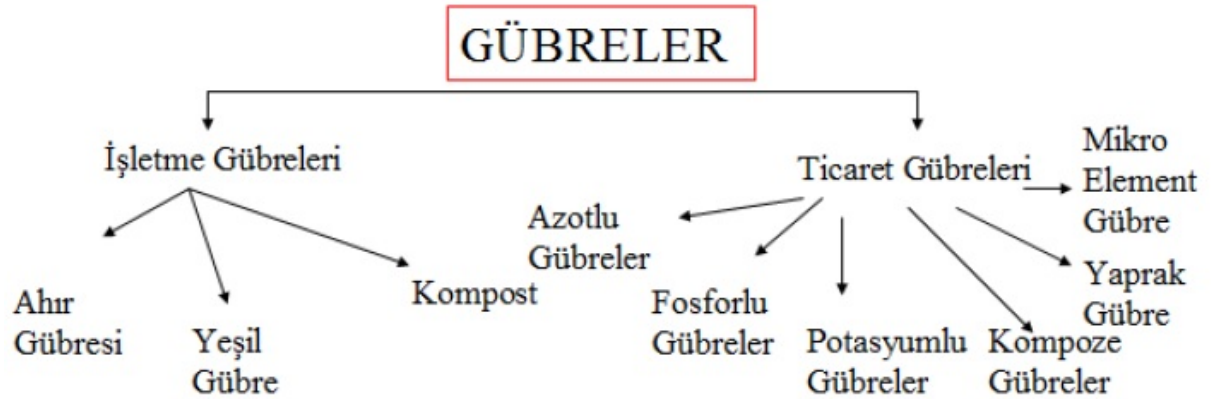 GÜBRELER
İşletme Gübreleri
Ticaret Gübreleri
Ahır
Gübresi
Yeşil
Gübre
Kompost
Azotlu
Gübreler
Fosforlu
Gübreler
Potasyumlu
Gübreler
Kompoze
Gübreler
Yaprak
Gübre
Mikro
Element
Gübre